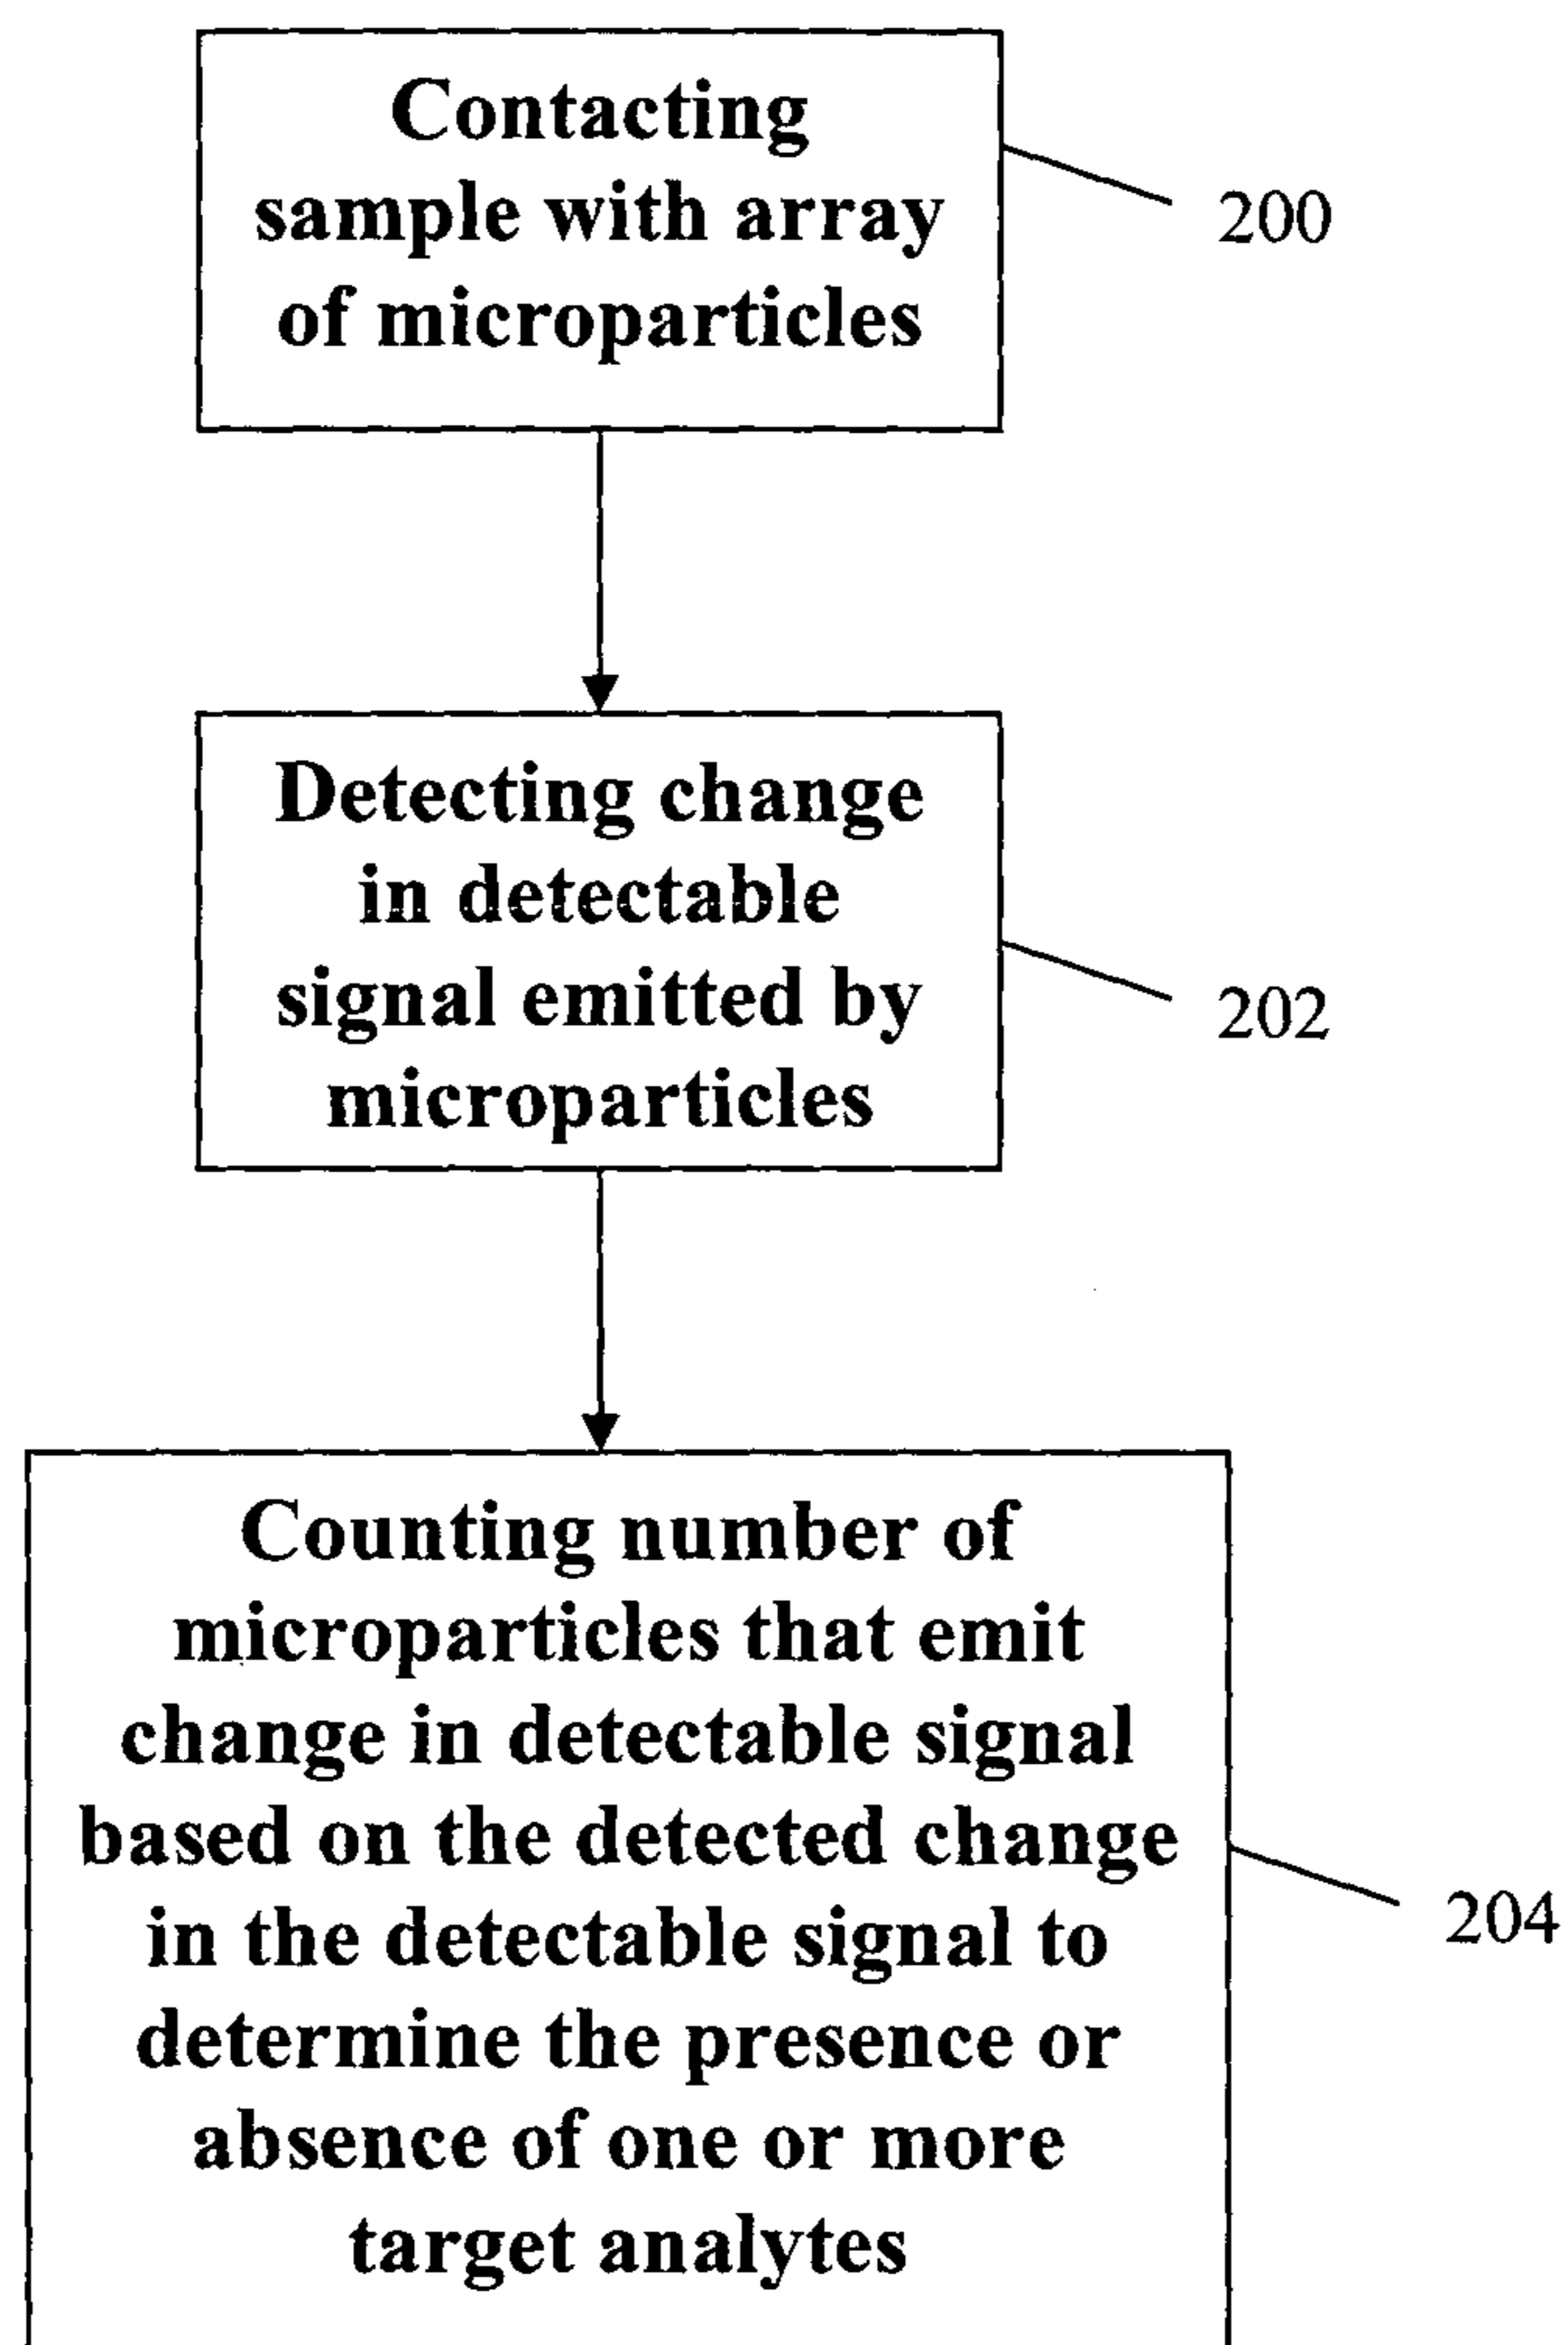 Contacting
sample with array
of microparticles
200
Detecting change
in detectable
signal emitted by
microparticles
202
Counting number of
microparticles that emit
change in detectable signal
based on the detected change
in the detectable signal to
determine the presence or
absence of one or more
target analytes
204